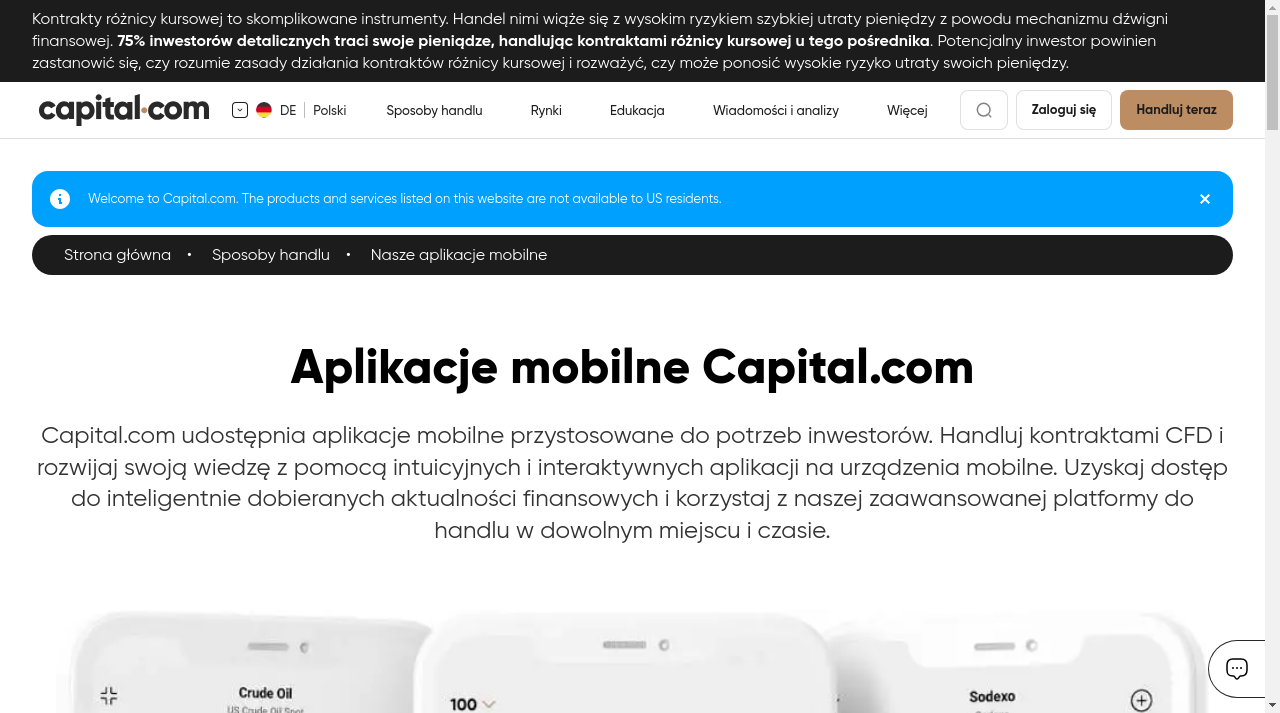 Kontrakty różnicy kursowej to skomplikowane instrumenty. Handel nimi wiąże się z wysokim ryzykiem szybkiej utraty pieniędzy z powodu mechanizmu dźwigni
finansowej. 75% inwestorów detalicznych traci swoje pieniądze, handlując kontraktami różnicy kursowej u tego pośrednika. Potencjalny inwestor powinien
zastanowić się, czy rozumie zasady działania kontraktów różnicy kursowej i rozważyć, czy może ponosić wysokie ryzyko utraty swoich pieniędzy.
capital.com DE Polski Sposoby handlu Rynki Edukacja Wiadomości i analizy Więcej Zaloguj się Handluj teraz
Welcome to Capital.com. The products and services listed on this website are not available to US residents.
Strona główna • Sposoby handlu • Nasze aplikacje mobilne
Aplikacje mobilne Capital.com
Capital.com udostępnia aplikacje mobilne przystosowane do potrzeb inwestorów. Handluj kontraktami CFD i
rozwijaj swoją wiedzę z pomocą intuicyjnych i interaktywnych aplikacji na urządzenia mobilne. Uzyskaj dostęp
do inteligentnie dobieranych aktualności finansowych i korzystaj z naszej zaawansowanej platformy do
handlu w dowolnym miejscu i czasie.
Crude Oil
US Crude Oil Spot
100
Sodexo